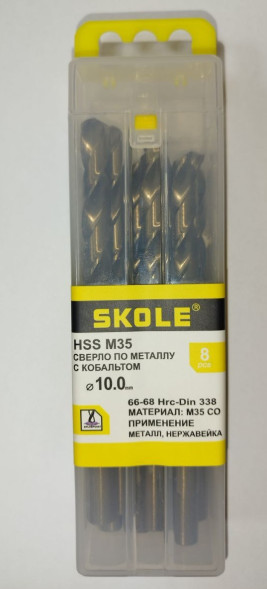 SKOLE®
HSS M35
СВЕРЛО ПО МЕТАЛЛУ
С КОБАЛЬТОМ
8
pcs
⌀ 10.0mm
66-68 Hrc-Din 338
МАТЕРИАЛ: M35 CO
ПРИМЕНЕНИЕ
МЕТАЛЛ, НЕРЖАВЕЙКА